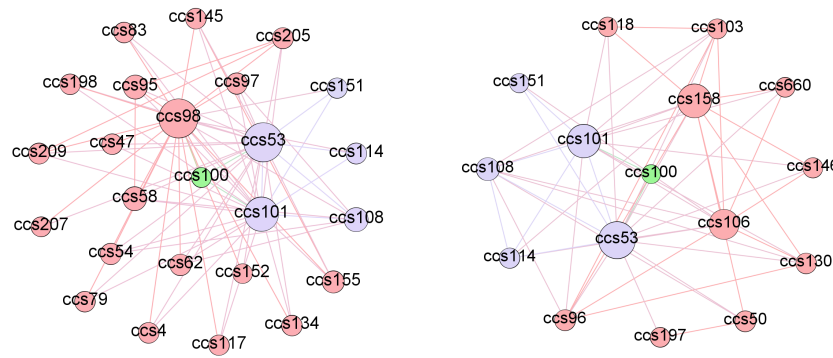 ccs145
ccs83
ccs205
ccs198
ccs95
ccs97
ccs151
ccs98
ccs53
ccs47
ccs209
ccs114
ccs100
ccs58
ccs207
ccs101
ccs108
ccs54
ccs62
ccs152
ccs155
ccs79
ccs4
ccs117
ccs134
ccs118
ccs103
ccs151
ccs660
ccs158
ccs101
ccs108
ccs100
ccs146
ccs106
ccs53
ccs114
ccs130
ccs96
ccs50
ccs197